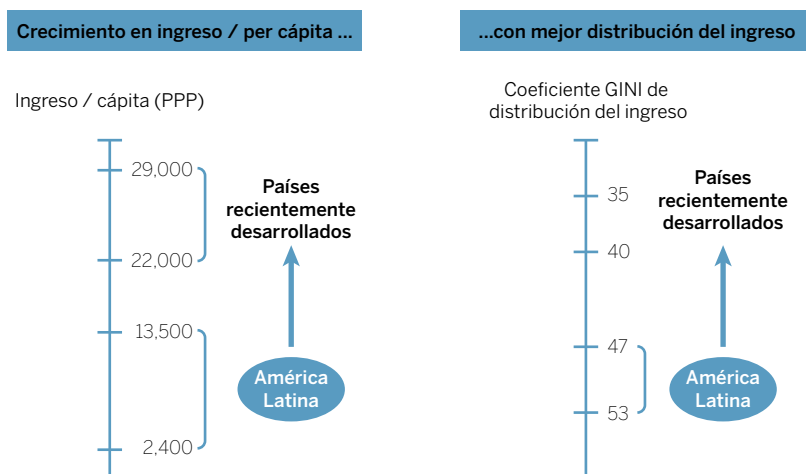 Crecimiento en ingreso / per cápita ...
Ingreso / cápita (PPP)
29,000
22,000
13,500
2,400
Países
recientemente
desarrollados
América
Latina
...con mejor distribución del ingreso
Coeficiente GINI de
distribución del ingreso
35
40
47
53
Países
recientemente
desarrollados
América
Latina